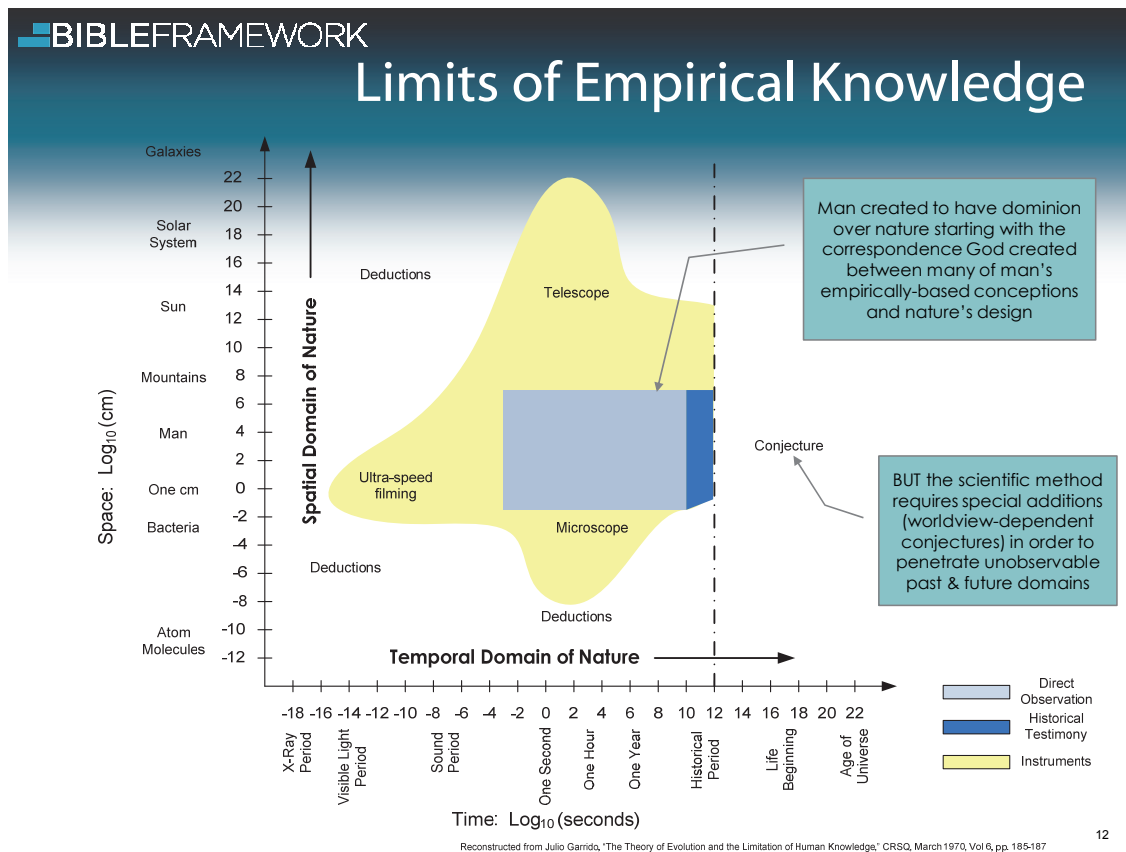 BIBLEFRAMEWORK
Limits of Empirical Knowledge
Galaxies
22
20
Solar
System
18
16
14
Sun
12
10
Mountains
8
6
Man
4
2
One cm
0
-2
Bacteria
-4
-6
-8
-10
Atom
Molecules
-12
Space: Log10 (cm)
Spatial Domain of Nature
Deductions
Telescope
Ultra-speed
filming
Microscope
Deductions
Deductions
Conjecture
Man created to have dominion
over nature starting with the
correspondence God created
between many of man's
empirically-based conceptions
and nature's design
BUT the scientific method
requires special additions
(worldview-dependent
conjectures) in order to
penetrate unobservable
past & future domains
Temporal Domain of Nature
-18 -16 -14 -12 -10 -8 -6 -4 -2 0 2 4 6 8 10 12 14 16 18 20 22
X-Ray
Period
Visible Light
Period
Sound
Period
One Second
One Hour
One Year
Historical
Period
Life
Beginning
Age of
Universe
Time: Log10 (seconds)
Direct
Observation
Historical
Testimony
Instruments
12
Reconstructed from Julio Garrido, "The Theory of Evolution and the Limitation of Human Knowledge," CRSQ, March 1970, Vol 6, pp. 185-187